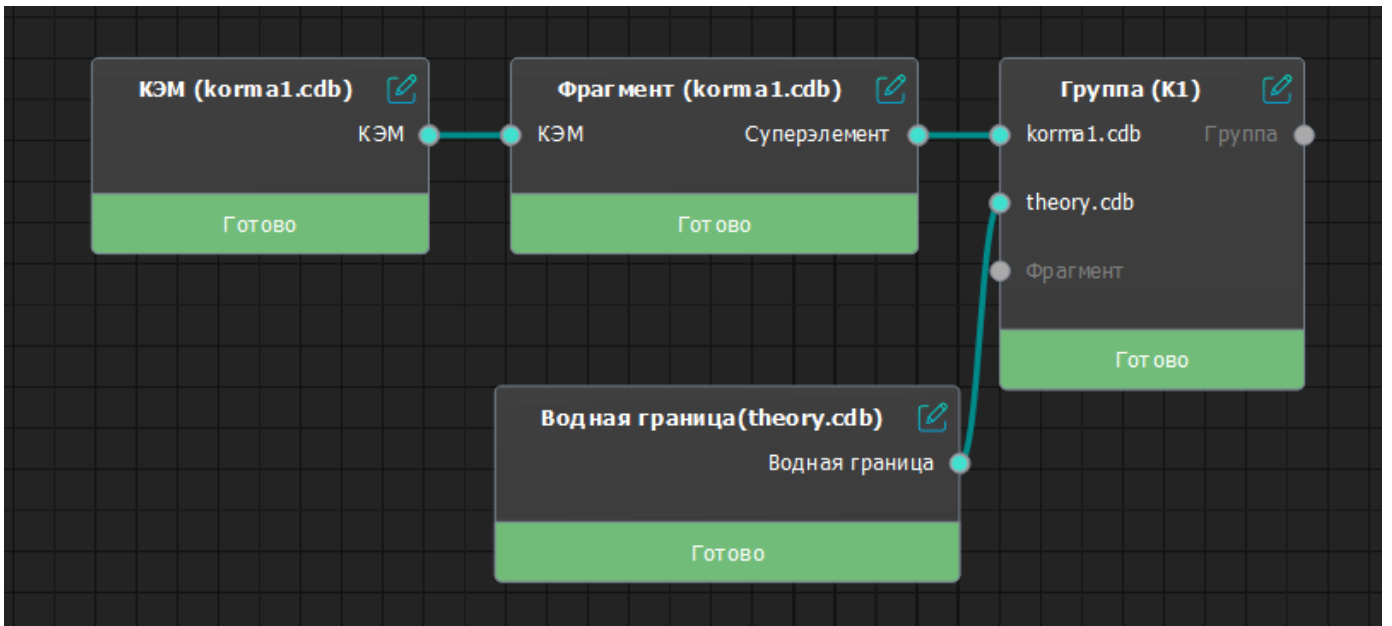 КЭМ (korma1.cdb)
КЭМ
Готово
Фрагмент (korma1.cdb)
КЭМ Суперэлемент
Готово
Группа (К1)
korma1.cdb Группа
theory.cdb
Фрагмент
Готово
Водная граница(theory.cdb)
Водная граница
Готово